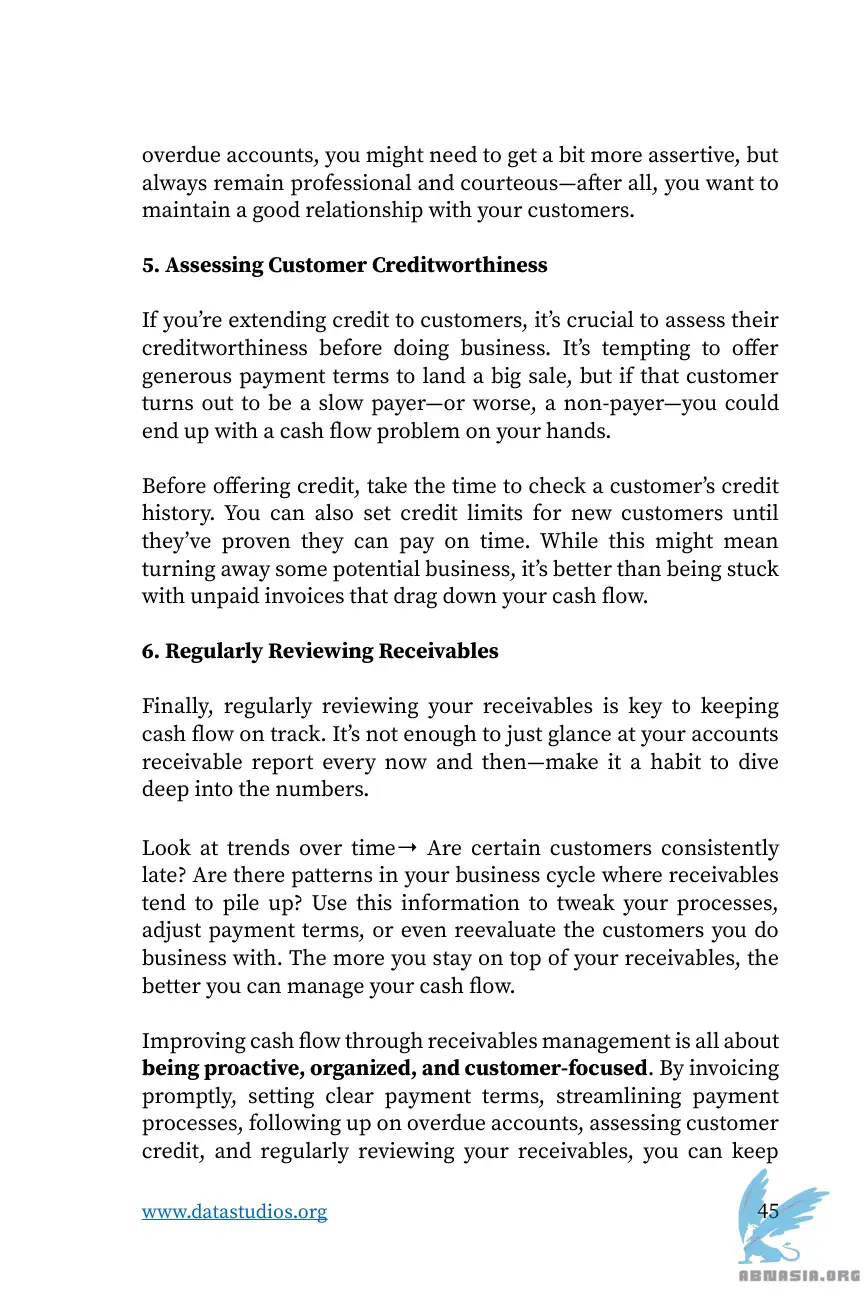 overdue accounts, you might need to get a bit more assertive, but
always remain professional and courteous—after all, you want to
maintain a good relationship with your customers.
5. Assessing Customer Creditworthiness
If you’re extending credit to customers, it’s crucial to assess their
creditworthiness before doing business. It’s tempting to offer
generous payment terms to land a big sale, but if that customer
turns out to be a slow payer—or worse, a non-payer—you could
end up with a cash flow problem on your hands.
Before offering credit, take the time to check a customer’s credit
history. You can also set credit limits for new customers until
they’ve proven they can pay on time. While this might mean
turning away some potential business, it’s better than being stuck
with unpaid invoices that drag down your cash flow.
6. Regularly Reviewing Receivables
Finally, regularly reviewing your receivables is key to keeping
cash flow on track. It’s not enough to just glance at your accounts
receivable report every now and then—make it a habit to dive
deep into the numbers.
Look at trends over time→ Are certain customers consistently
late? Are there patterns in your business cycle where receivables
tend to pile up? Use this information to tweak your processes,
adjust payment terms, or even reevaluate the customers you do
business with. The more you stay on top of your receivables, the
better you can manage your cash flow.
Improving cash flow through receivables management is all about
being proactive, organized, and customer-focused. By invoicing
promptly, setting clear payment terms, streamlining payment
processes, following up on overdue accounts, assessing customer
credit, and regularly reviewing your receivables, you can keep
www.datastudios.org 45
ABNASIA.ORG